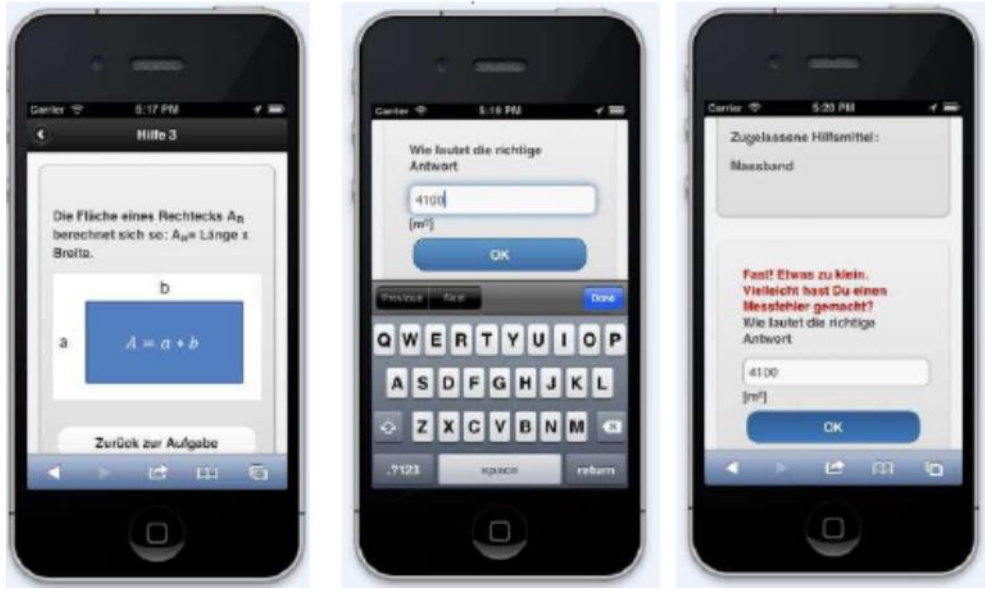 Carrier 5:17 PM
Hilfe 3
Die Fläche eines Rechtecks A_R
berechnet sich so: A_R= Länge x
Breite.
b
a
A = a * b
Zurück zur Aufgabe
Carrier 5:19 PM
Wie lautet die richtige
Antwort
4100
[m²]
OK
Previous Next Done
Q W E R T Y U I O P
A S D F G H J K L
Z X C V B N M
.?123 space return
Carrier 5:20 PM
Zugelassene Hilfsmittel:
Massband
Fast! Etwas zu klein.
Vielleicht hast Du einen
Messfehler gemacht?
Wie lautet die richtige
Antwort
4100
[m²]
OK